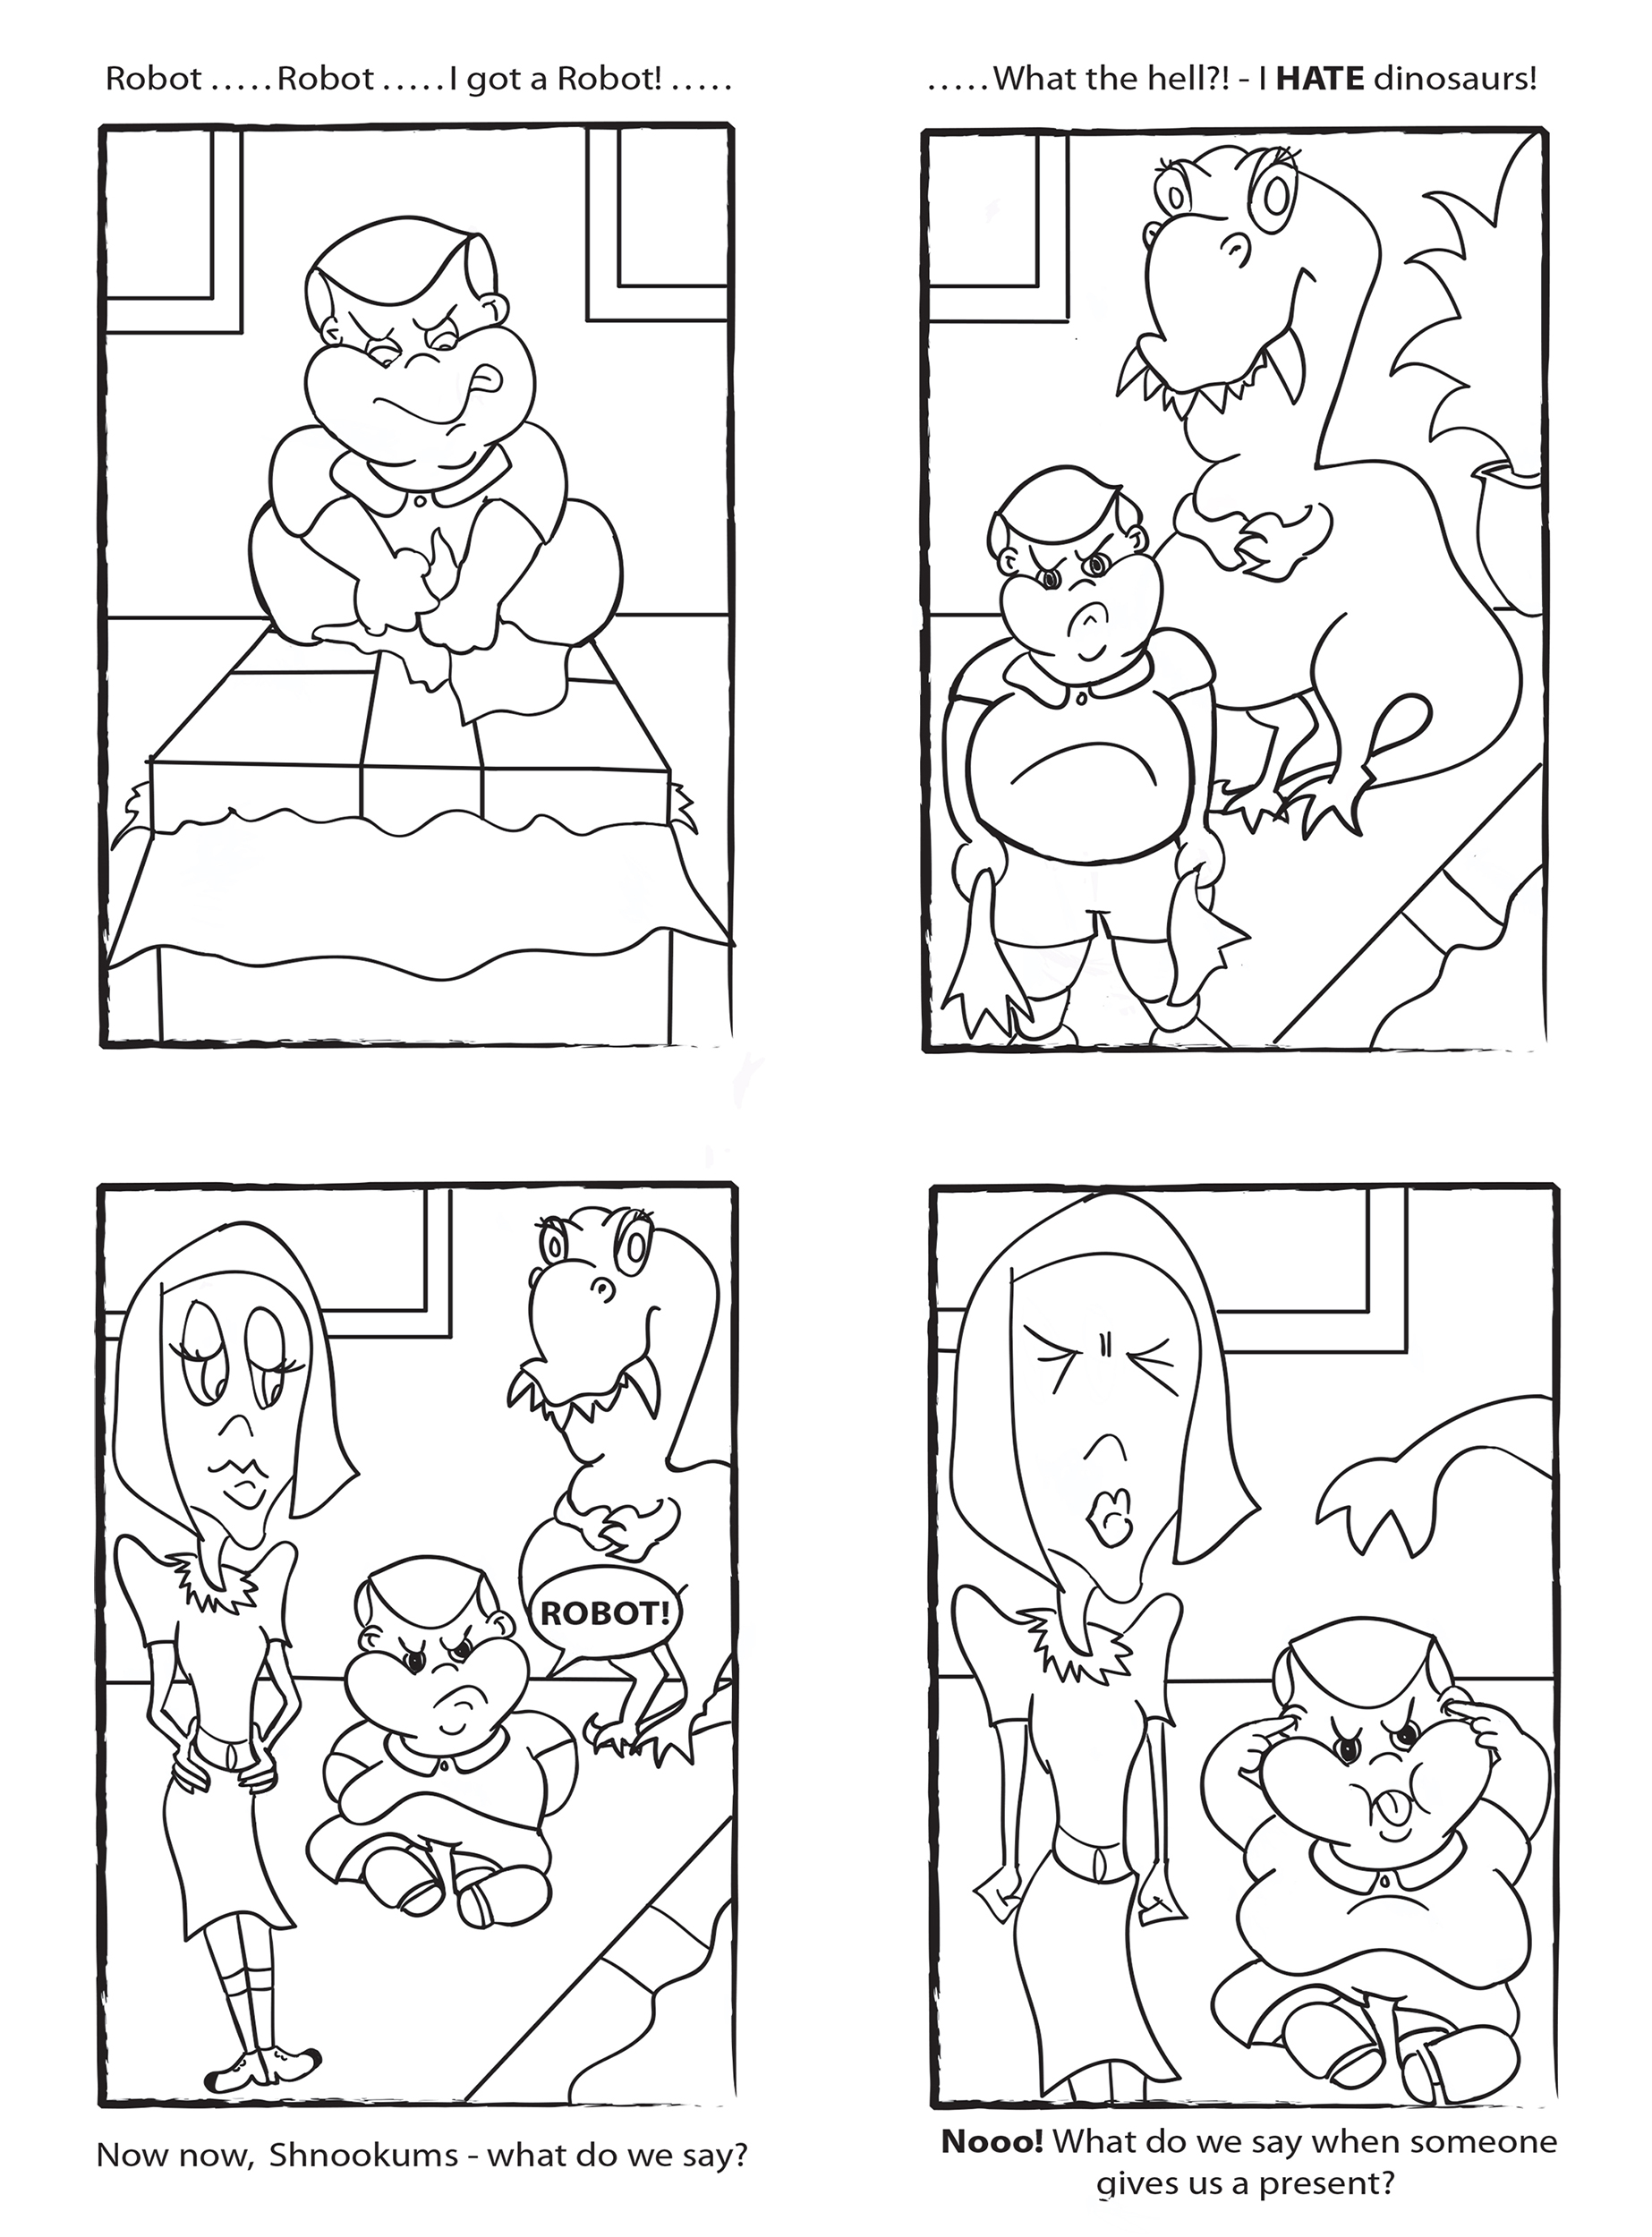 Robot .....Robot .....I got a Robot! .....
.....What the hell?! - I HATE dinosaurs!
ROBOT!
Now now, Shnookums - what do we say?
Nooo! What do we say when someone
gives us a present?